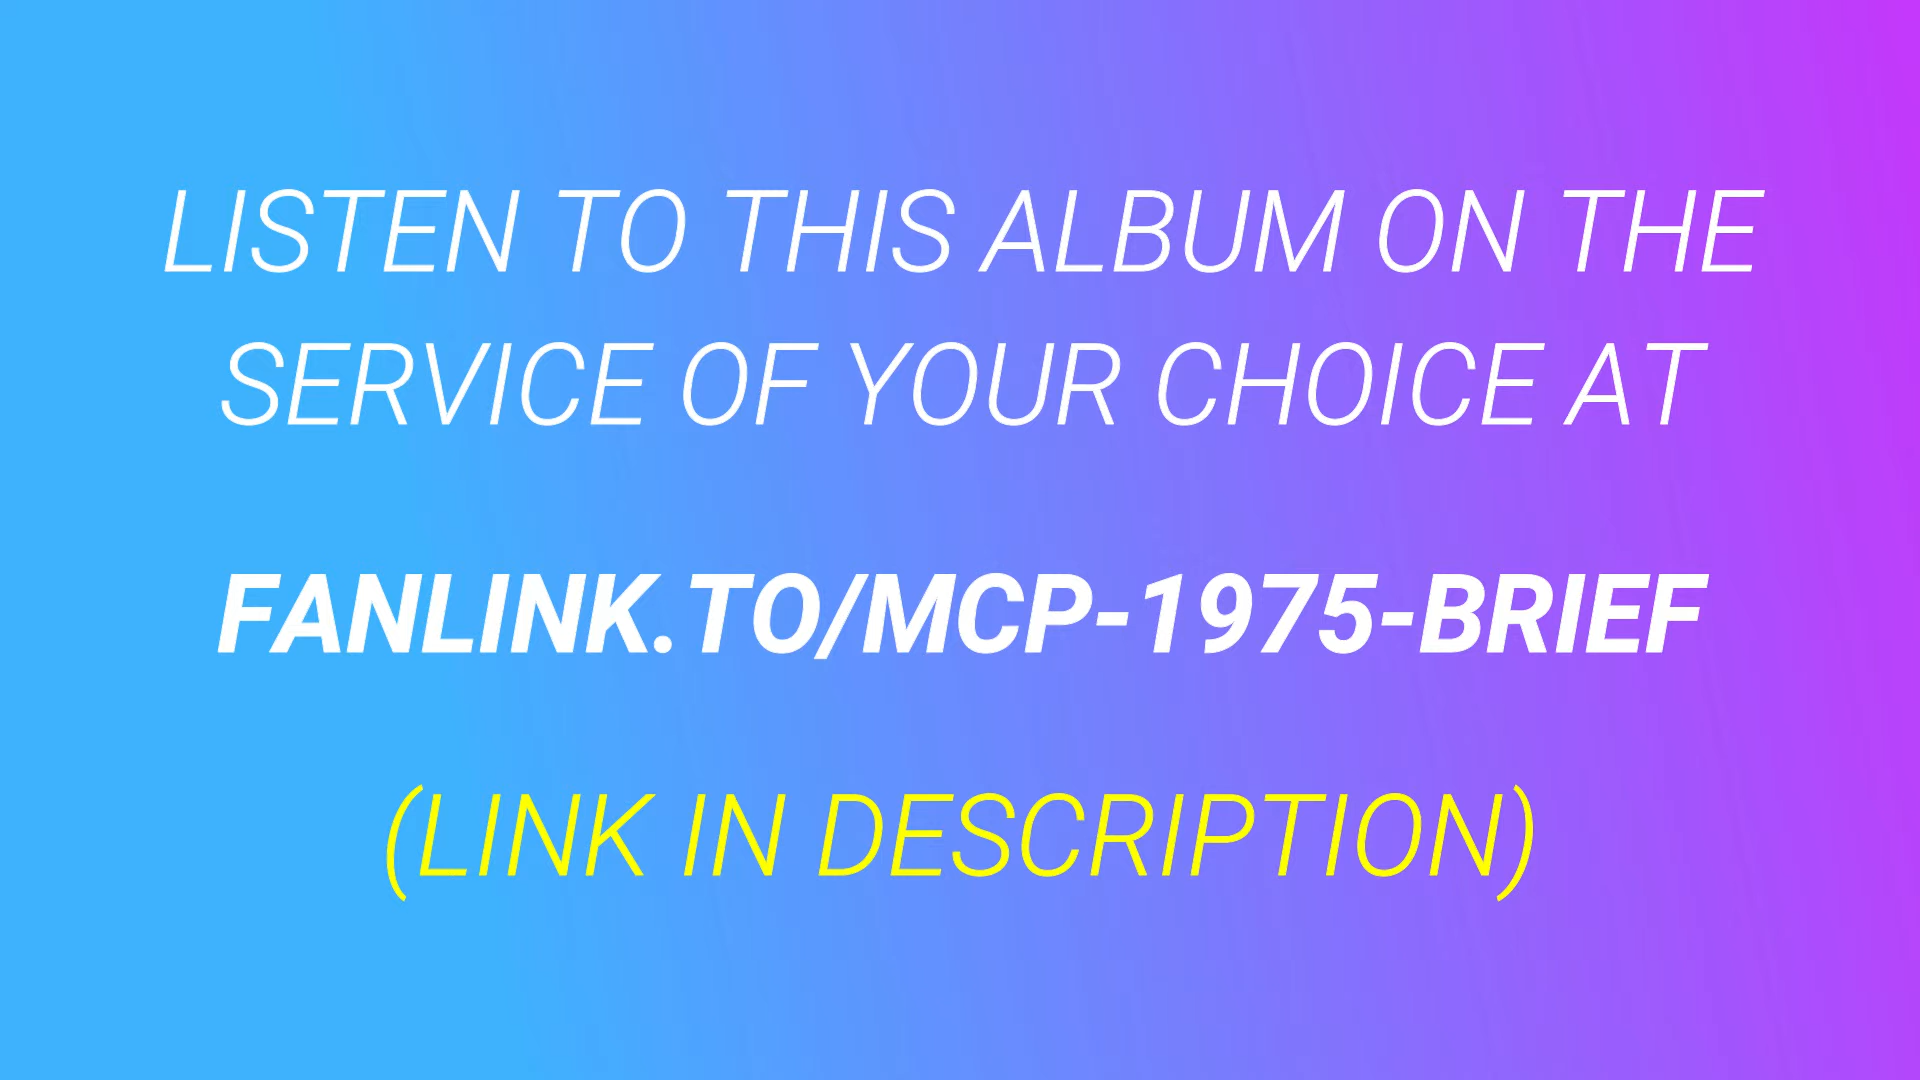 LISTEN TO THIS ALBUM ON THE
SERVICE OF YOUR CHOICE AT
FANLINK.TO/MCP-1975-BRIEF
(LINK IN DESCRIPTION)